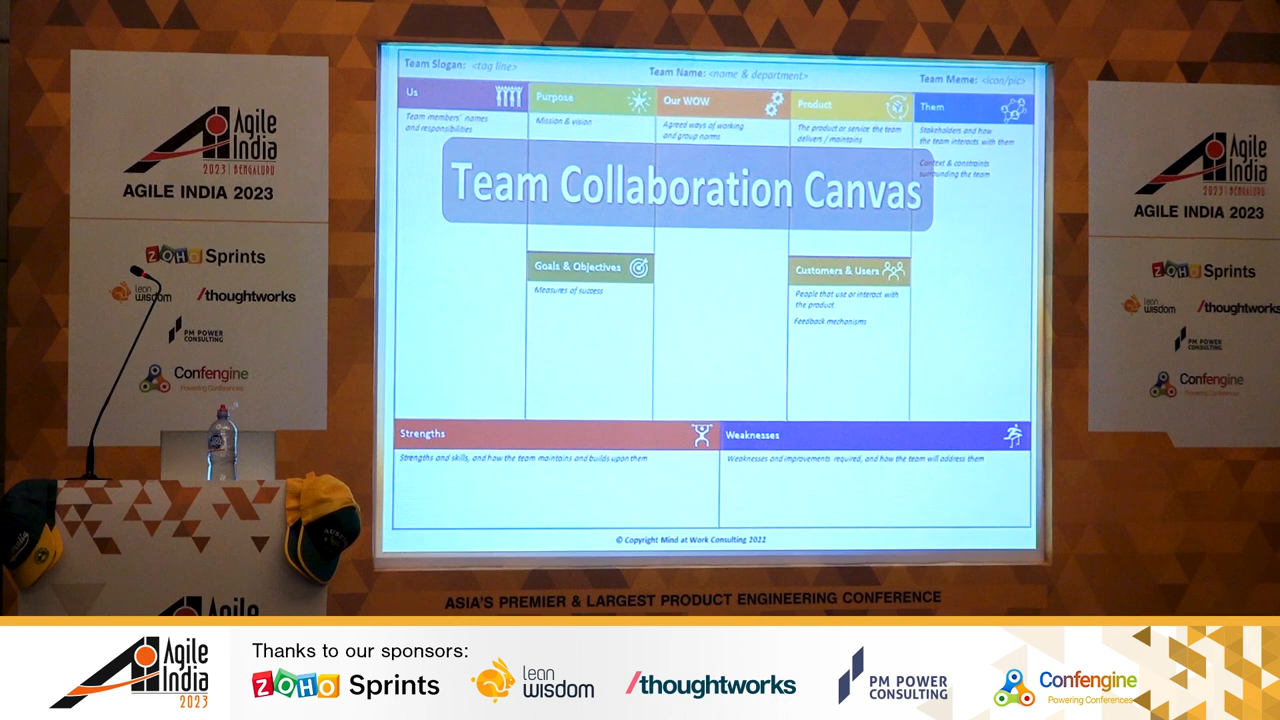 Team Slogan: <tag line>
Team Name: <name & department>
Team Meme: <icon/pic>
Us
Team members' names
and responsibilities
Purpose
Mission & vision
Our WOW
Agreed ways of working
and group norms
Product
The product or service the team
delivers / maintains
Them
Stakeholders and how
the team interacts with them
Context & constraints
surrounding the team
Team Collaboration Canvas
Goals & Objectives
Measures of success
Customers & Users
People that use or interact with
the product
Feedback mechanisms
Strengths
Strengths and skills, and how the team maintains and builds upon them
Weaknesses
Weaknesses and improvements required, and how the team will address them
© Copyright Mind at Work Consulting 2022
Agile
India
2023 | BENGALURU
AGILE INDIA 2023
ZOHO Sprints
lean
wisdom
/thoughtworks
PM POWER
CONSULTING
Confengine
Powering Conferences
Agile
India
2023 | BENGALURU
AGILE INDIA 2023
ZOHO Sprints
lean
wisdom
/thoughtworks
PM POWER
CONSULTING
Confengine
Powering Conferences
Agile
ASIA'S PREMIER & LARGEST PRODUCT ENGINEERING CONFERENCE
Agile
India
2023
Thanks to our sponsors:
ZOHO Sprints
lean
wisdom
/thoughtworks
PM POWER
CONSULTING
Confengine
Powering Conferences